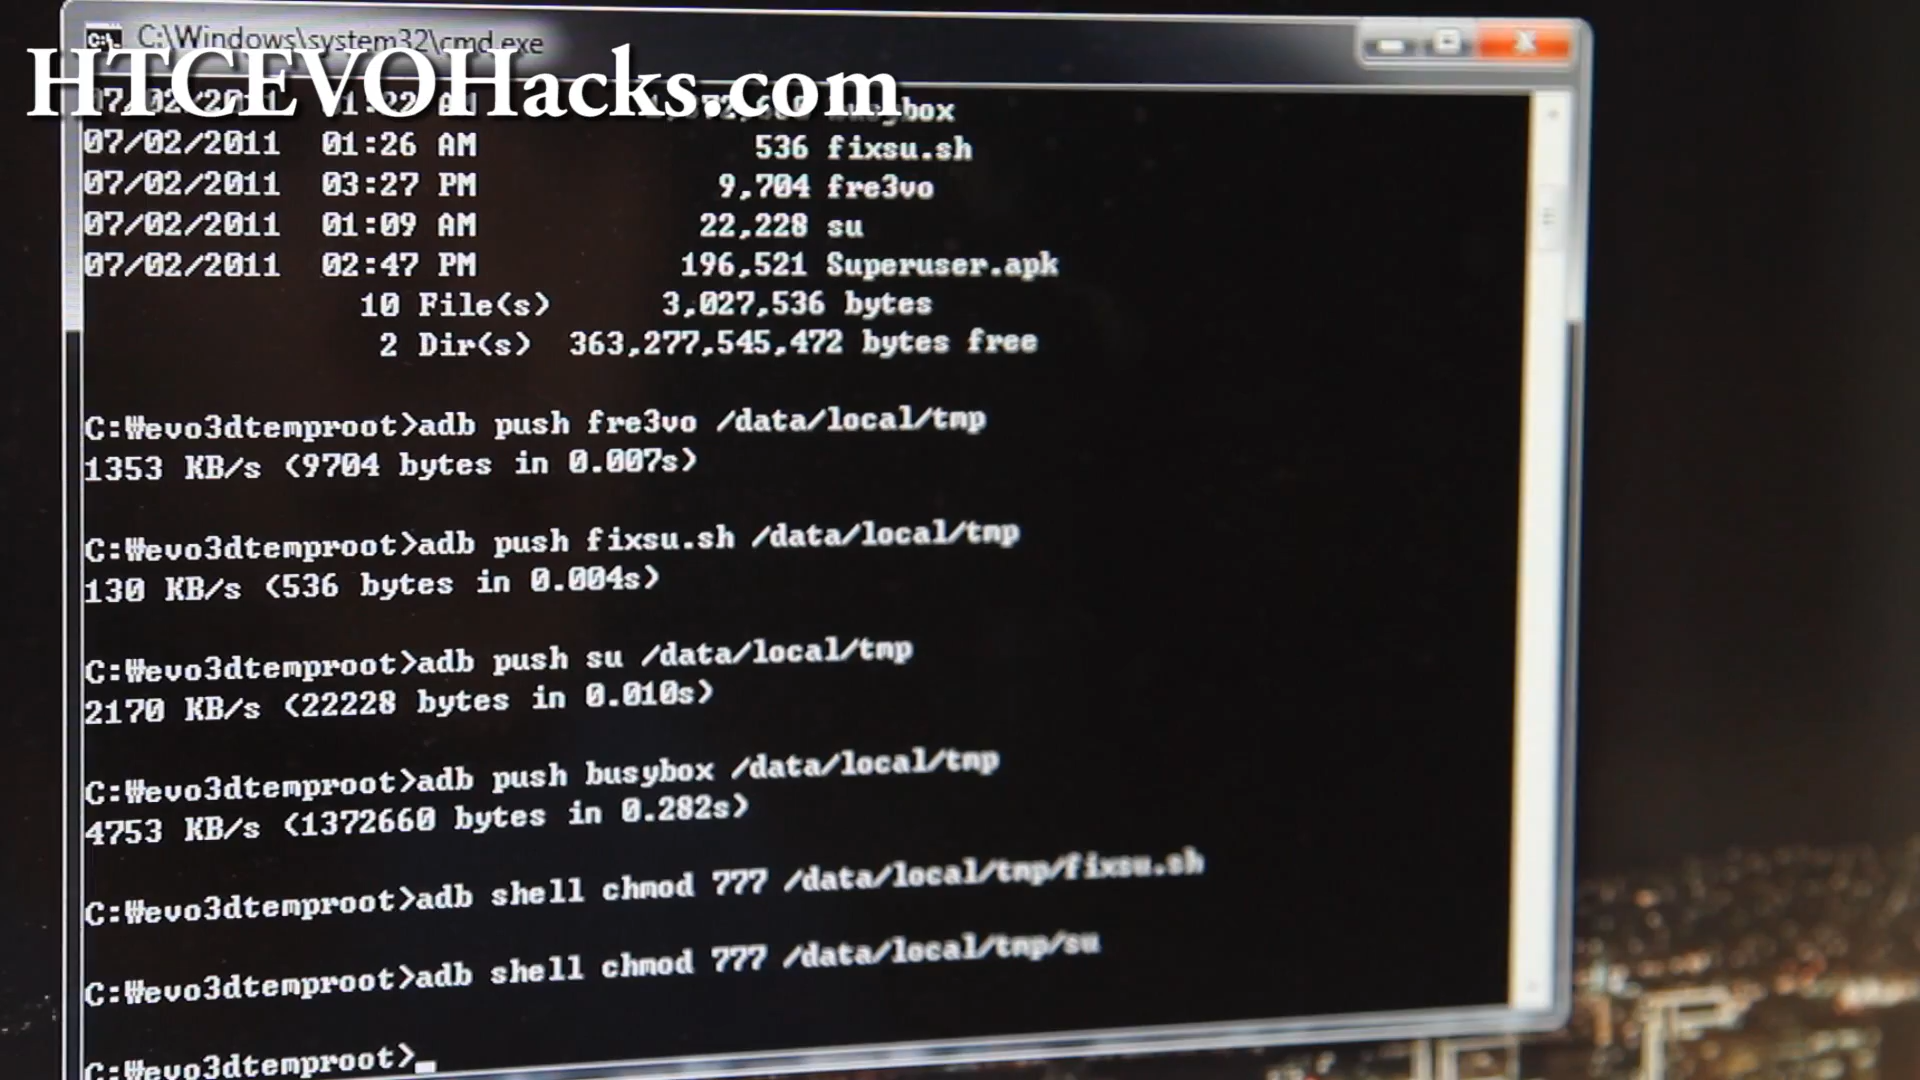 C:\Windows\system32\cmd.exe
HTCEVOHacks.com
07/02/2011 busybox
07/02/2011 01:26 AM 536 fixsu.sh
07/02/2011 03:27 PM 9,704 fre3vo
07/02/2011 01:09 AM 22,228 su
07/02/2011 02:47 PM 196,521 Superuser.apk
10 File(s) 3,027,536 bytes
2 Dir(s) 363,277,545,472 bytes free
C:₩evo3dtemproot>adb push fre3vo /data/local/tmp
1353 KB/s (9704 bytes in 0.007s)
C:₩evo3dtemproot>adb push fixsu.sh /data/local/tmp
130 KB/s (536 bytes in 0.004s)
C:₩evo3dtemproot>adb push su /data/local/tmp
2170 KB/s (22228 bytes in 0.010s)
C:₩evo3dtemproot>adb push busybox /data/local/tmp
4753 KB/s (1372660 bytes in 0.282s)
C:₩evo3dtemproot>adb shell chmod 777 /data/local/tmp/fixsu.sh
C:₩evo3dtemproot>adb shell chmod 777 /data/local/tmp/su
C:₩evo3dtemproot>_